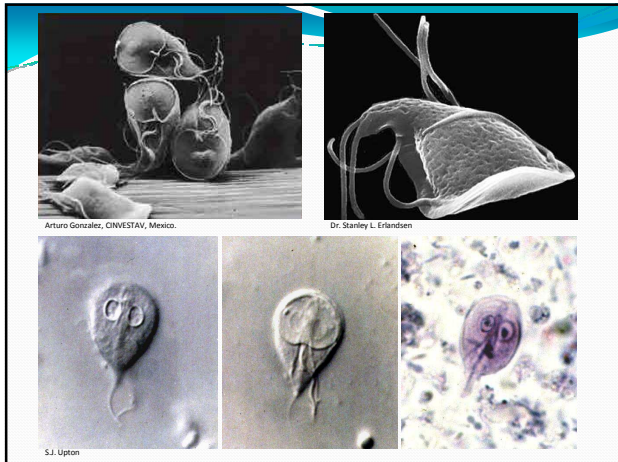 Arturo Gonzalez, CINVESTAV, Mexico.
Dr. Stanley L. Erlandsen
S.J. Upton